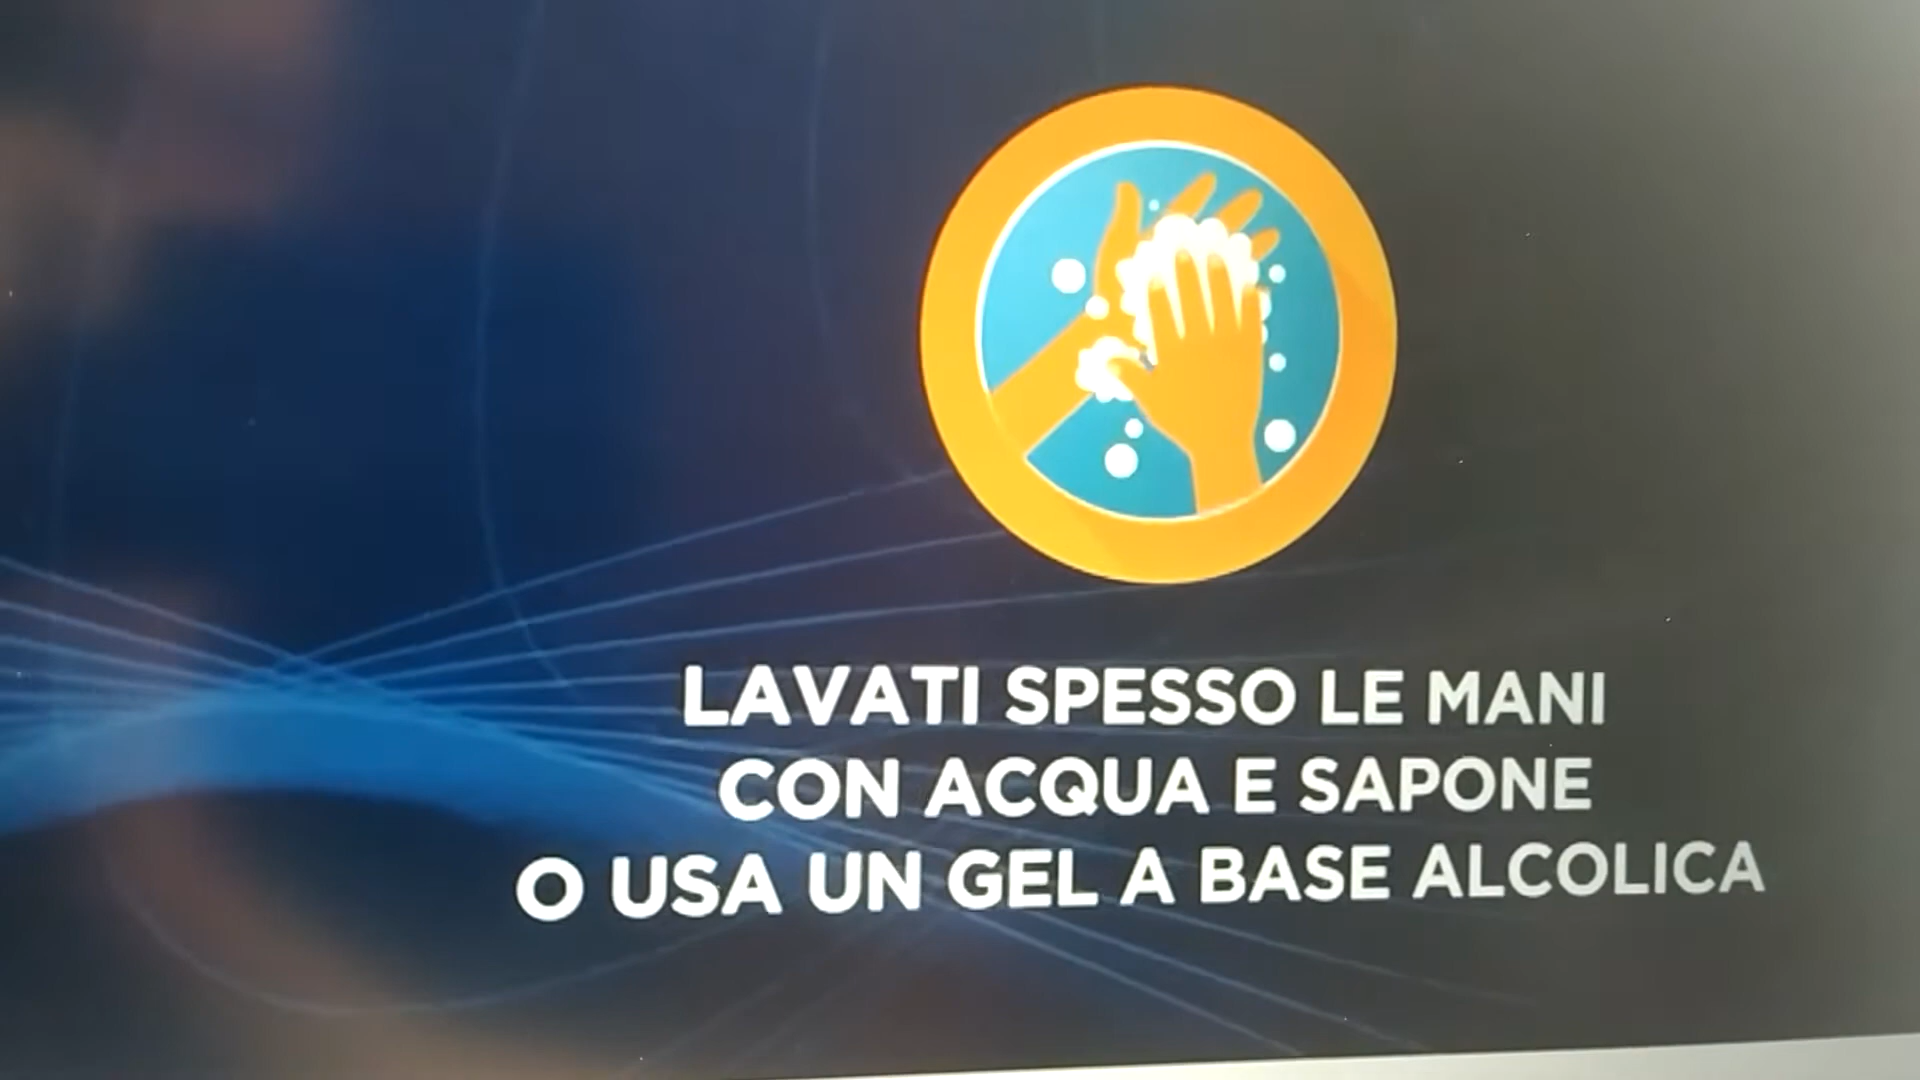 LAVATI SPESSO LE MANI
CON ACQUA E SAPONE
O USA UN GEL A BASE ALCOLICA